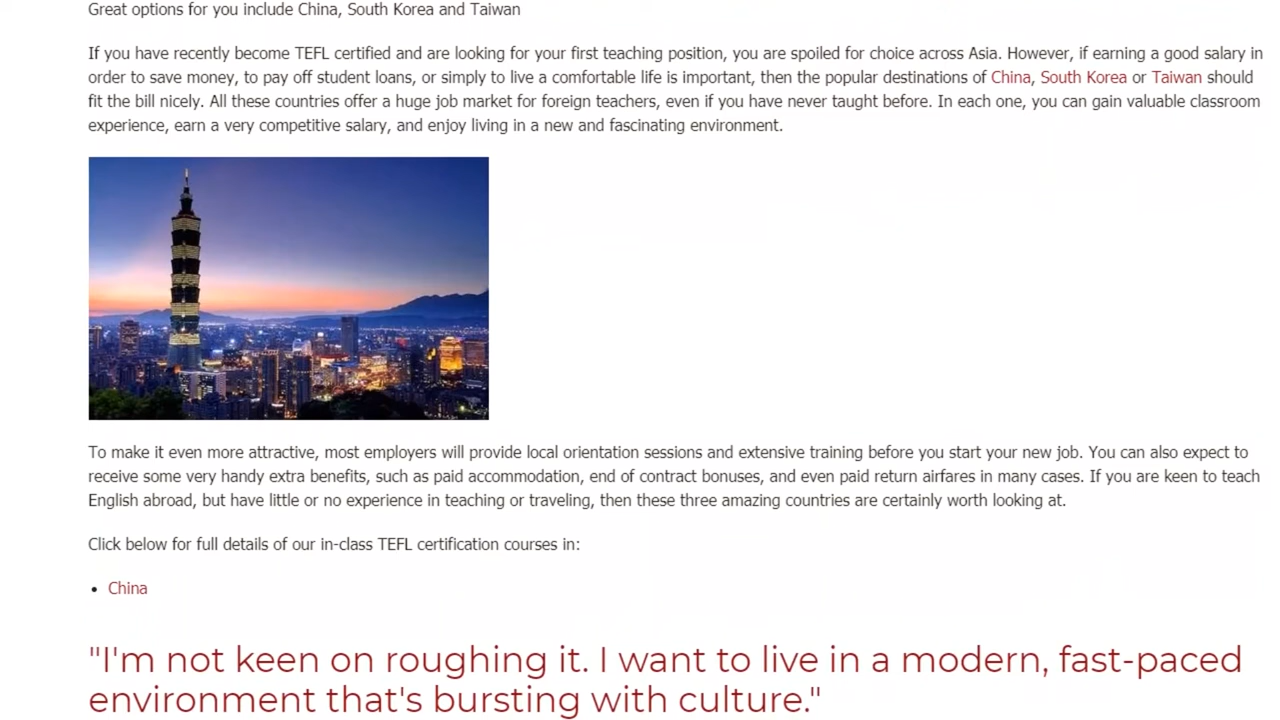 Great options for you include China, South Korea and Taiwan
If you have recently become TEFL certified and are looking for your first teaching position, you are spoiled for choice across Asia. However, if earning a good salary in
order to save money, to pay off student loans, or simply to live a comfortable life is important, then the popular destinations of China, South Korea or Taiwan should
fit the bill nicely. All these countries offer a huge job market for foreign teachers, even if you have never taught before. In each one, you can gain valuable classroom
experience, earn a very competitive salary, and enjoy living in a new and fascinating environment.
To make it even more attractive, most employers will provide local orientation sessions and extensive training before you start your new job. You can also expect to
receive some very handy extra benefits, such as paid accommodation, end of contract bonuses, and even paid return airfares in many cases. If you are keen to teach
English abroad, but have little or no experience in teaching or traveling, then these three amazing countries are certainly worth looking at.
Click below for full details of our in-class TEFL certification courses in:
• China
"I'm not keen on roughing it. I want to live in a modern, fast-paced
environment that's bursting with culture."